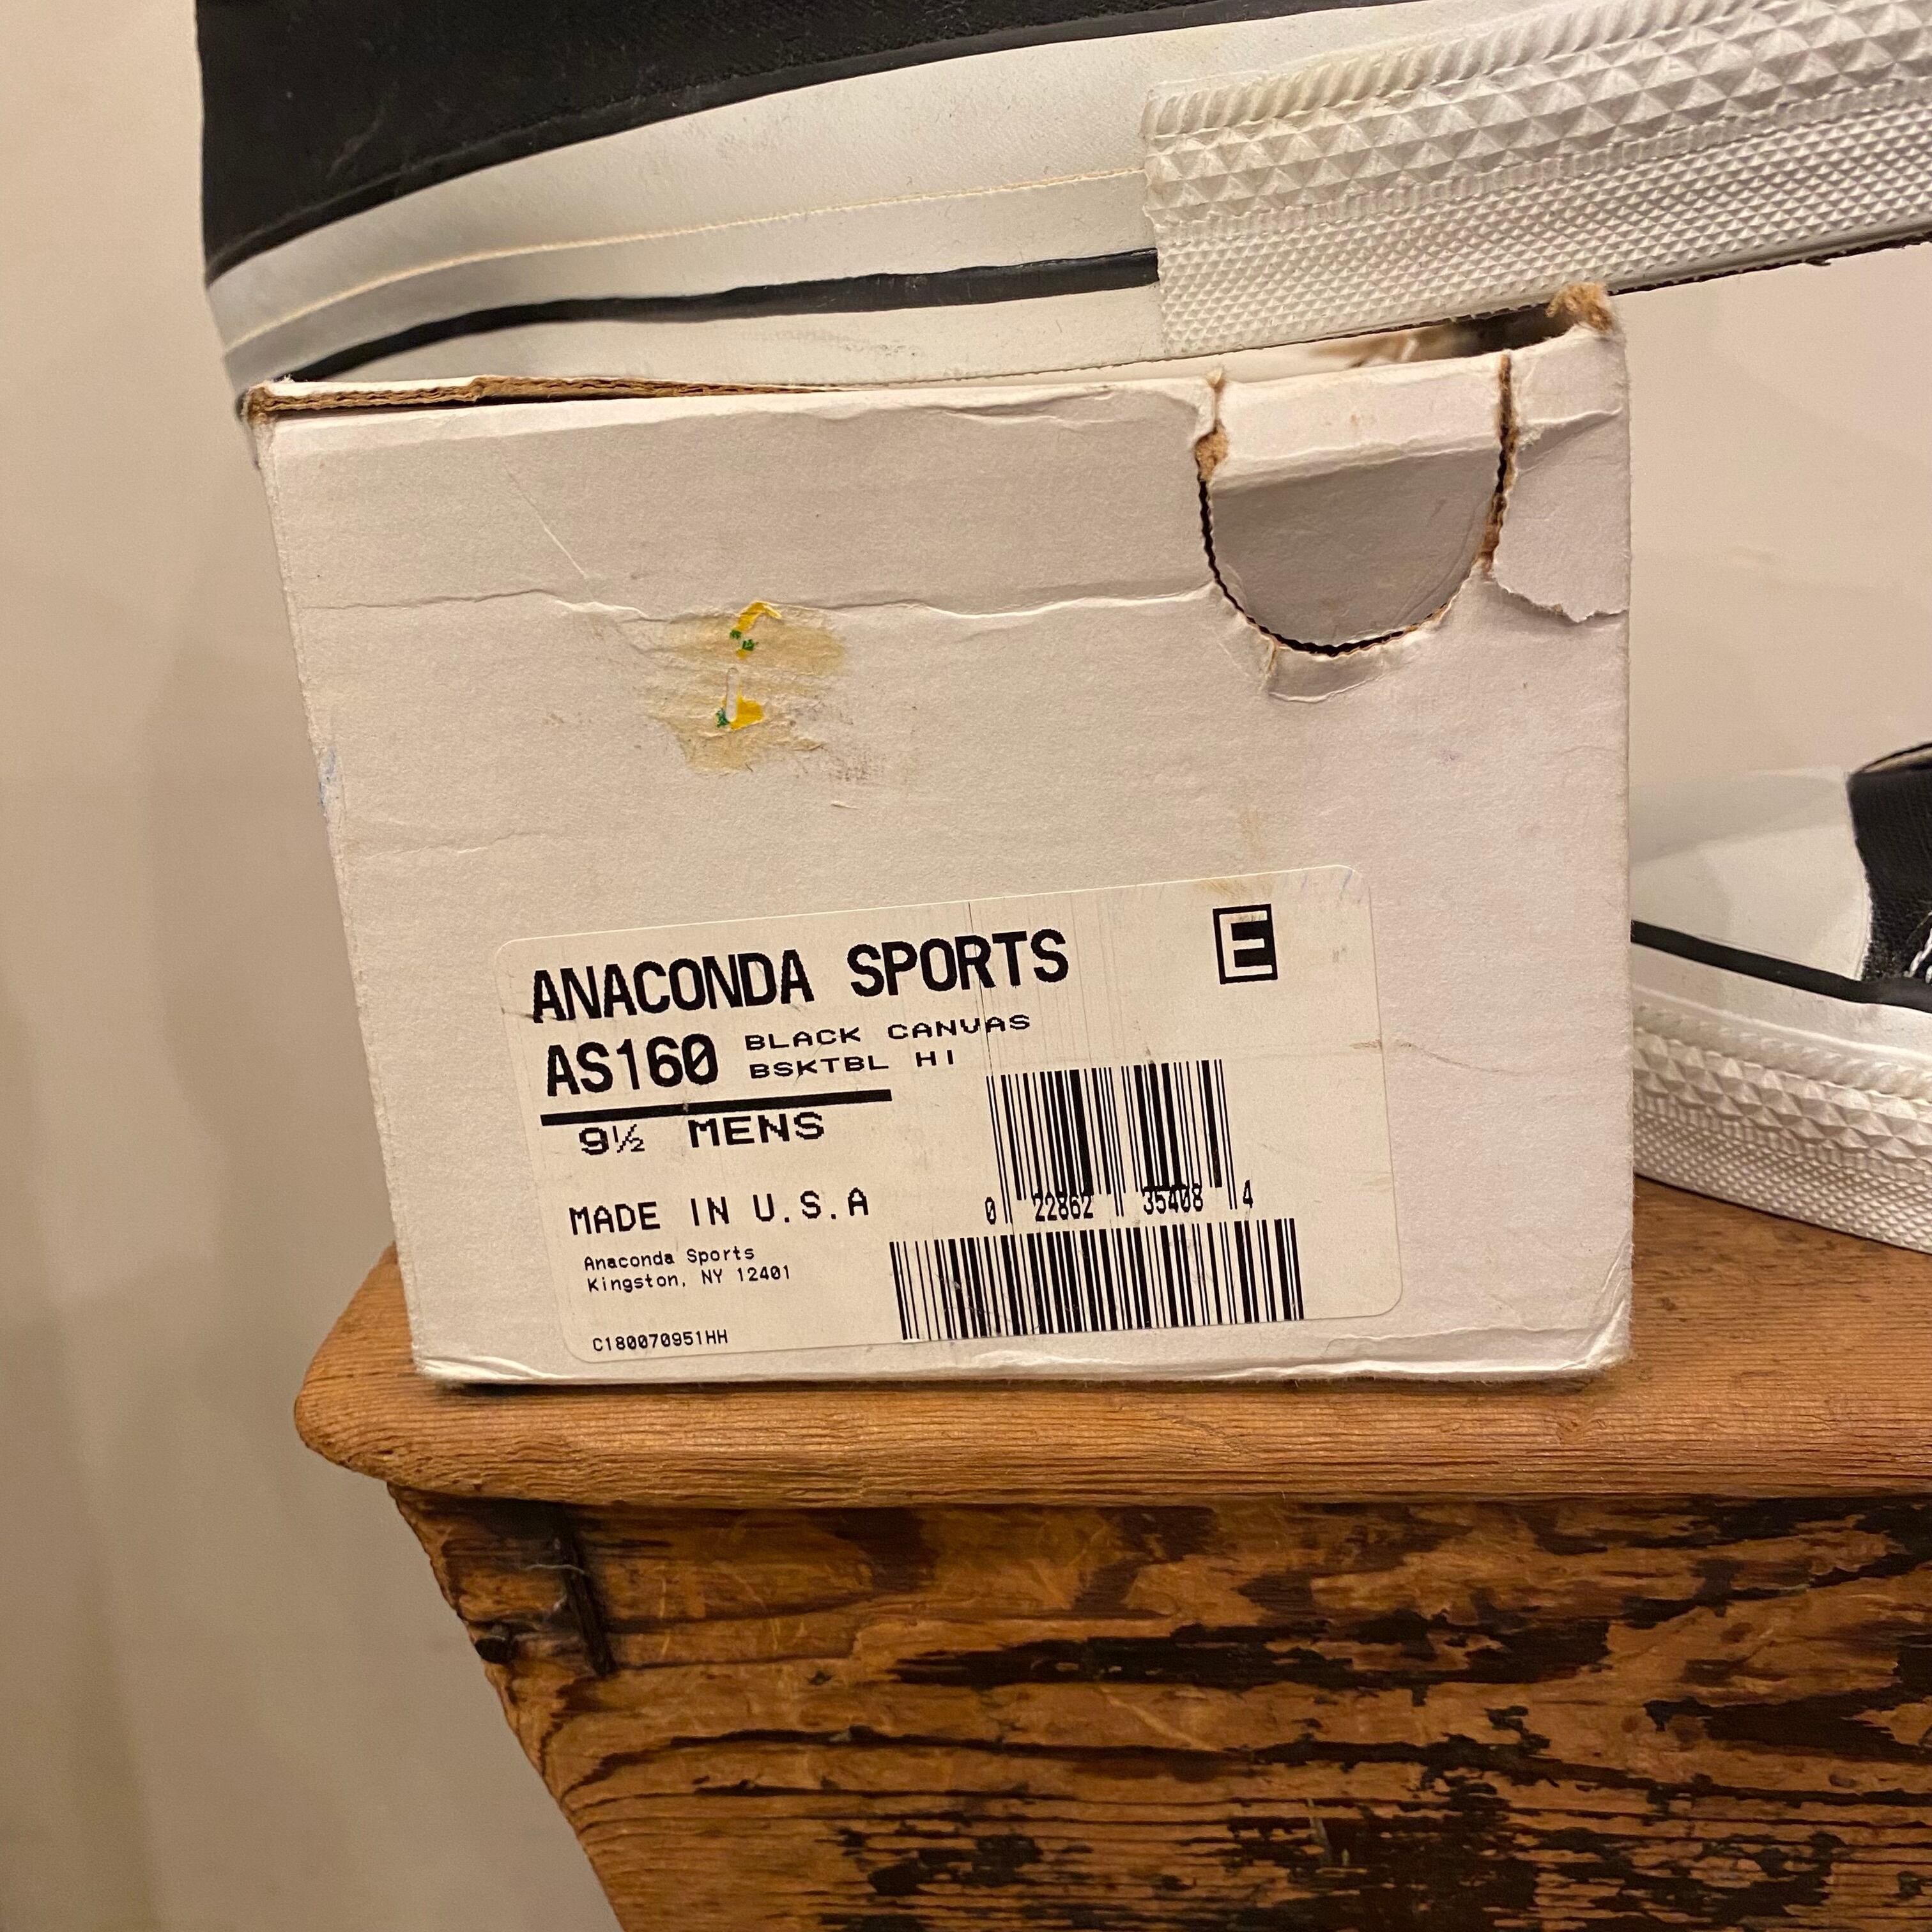 ANACONDA SPORTS
E
AS160 BLACK CANVAS
BSKTBL HI
9½ MENS
MADE IN U.S.A
Anaconda Sports
Kingston, NY 12401
C180070951HH
0 22862 35408 4